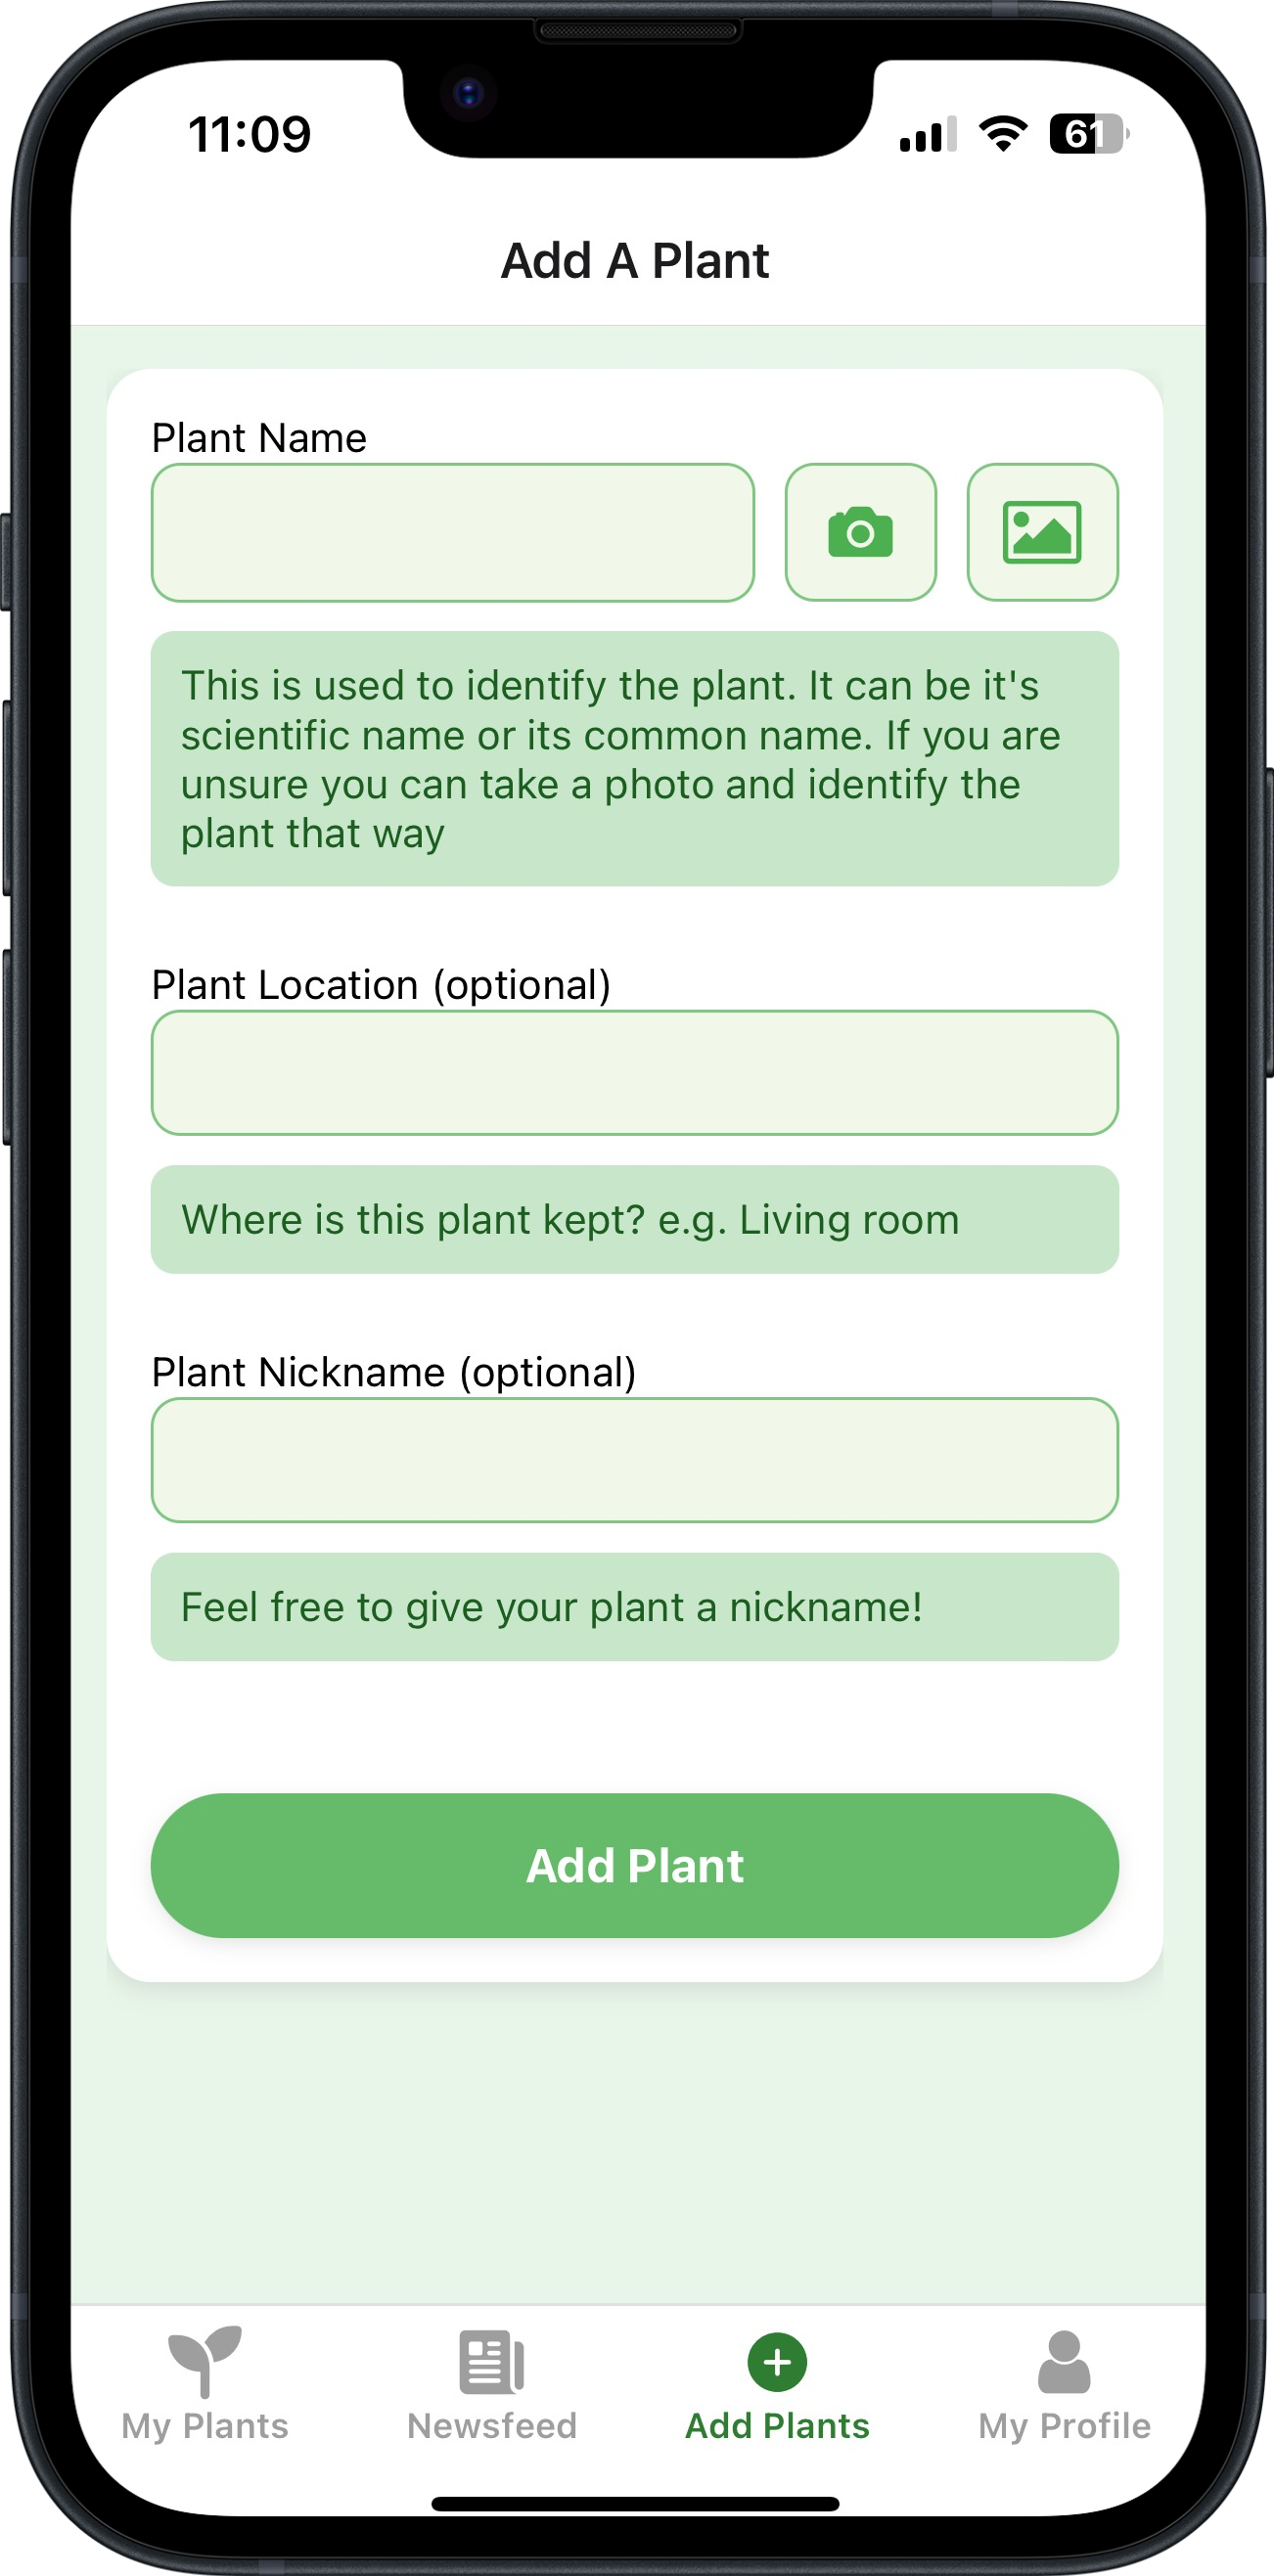 11:09
61
Add A Plant
Plant Name
This is used to identify the plant. It can be it's
scientific name or its common name. If you are
unsure you can take a photo and identify the
plant that way
Plant Location (optional)
Where is this plant kept? e.g. Living room
Plant Nickname (optional)
Feel free to give your plant a nickname!
Add Plant
My Plants
Newsfeed
Add Plants
My Profile